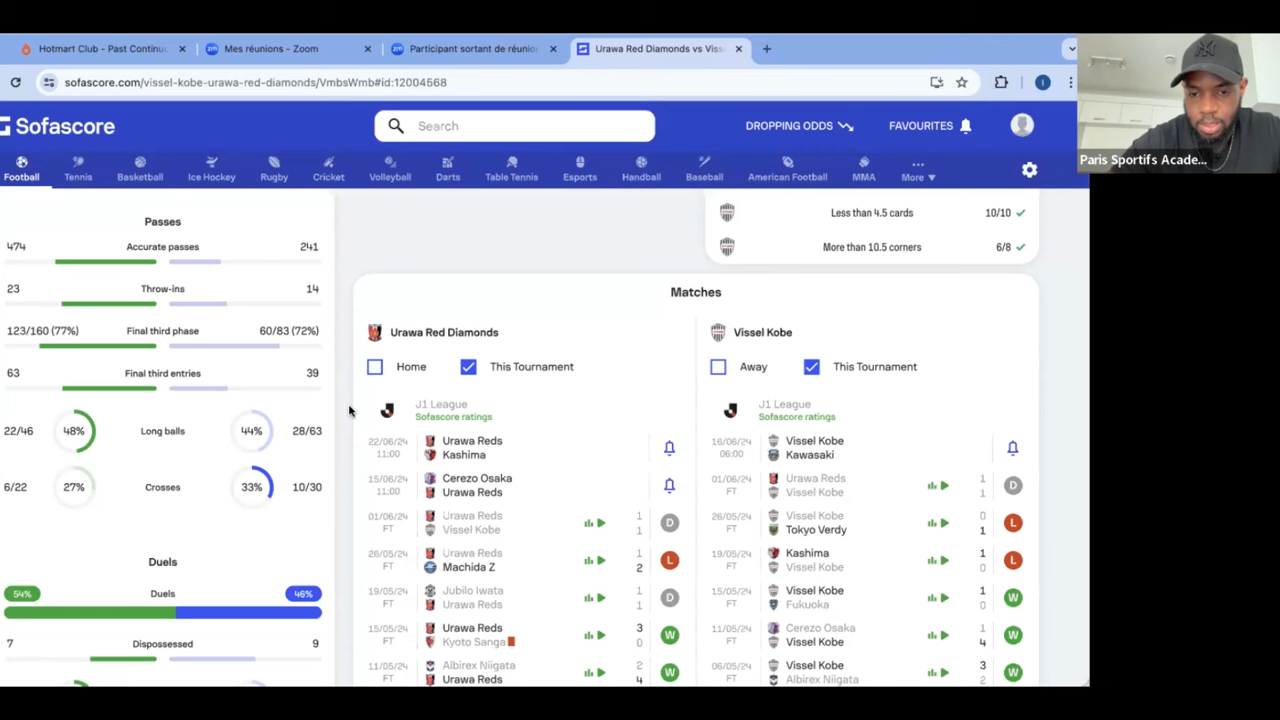 Hotmart Club - Past Continu
Mes réunions - Zoom
Participant sortant de réunio
Urawa Red Diamonds vs Viss
sofascore.com/vissel-kobe-urawa-red-diamonds/VmbsWmb#id:12004568
I
Sofascore
Search
DROPPING ODDS
FAVOURITES
Football
Tennis
Basketball
Ice Hockey
Rugby
Cricket
Volleyball
Darts
Table Tennis
Esports
Handball
Baseball
American Football
MMA
More
Paris Sportifs Acade...
Passes
474 Accurate passes 241
23 Throw-ins 14
123/160 (77%) Final third phase 60/83 (72%)
63 Final third entries 39
22/46 48% Long balls 44% 28/63
6/22 27% Crosses 33% 10/30
Duels
54% Duels 46%
7 Dispossessed 9
Less than 4.5 cards 10/10
More than 10.5 corners 6/8
Matches
Urawa Red Diamonds
Home This Tournament
J1 League
Sofascore ratings
22/06/24 Urawa Reds
11:00 Kashima
15/06/24 Cerezo Osaka
11:00 Urawa Reds
01/06/24 Urawa Reds 1
FT Vissel Kobe 1 D
26/05/24 Urawa Reds 1
FT Machida Z 2 L
19/05/24 Jubilo Iwata 1
FT Urawa Reds 1 D
15/05/24 Urawa Reds 3
FT Kyoto Sanga 0 W
11/05/24 Albirex Niigata 2
FT Urawa Reds 4 W
Vissel Kobe
Away This Tournament
J1 League
Sofascore ratings
16/06/24 Vissel Kobe
06:00 Kawasaki
01/06/24 Urawa Reds 1
FT Vissel Kobe 1 D
26/05/24 Vissel Kobe 0
FT Tokyo Verdy 1 L
19/05/24 Kashima 1
FT Vissel Kobe 0 L
15/05/24 Vissel Kobe 1
FT Fukuoka 0 W
11/05/24 Cerezo Osaka 1
FT Vissel Kobe 4 W
06/05/24 Vissel Kobe 3
FT Albirex Niigata 2 W